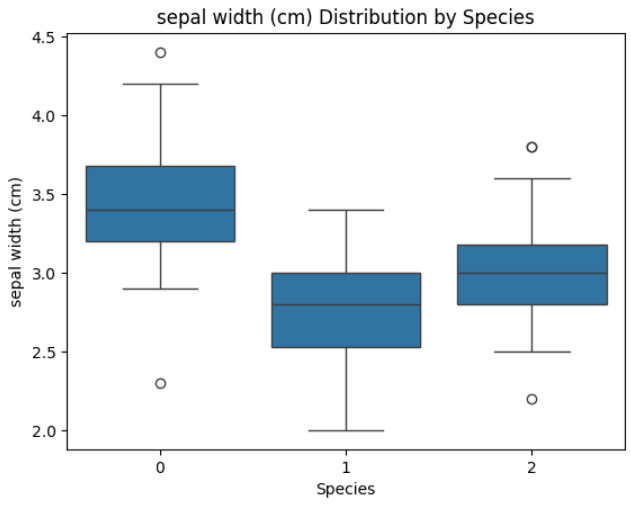 sepal width (cm) Distribution by Species
4.5
4.0
3.5
3.0
2.5
2.0
sepal width (cm)
0 1 2
Species